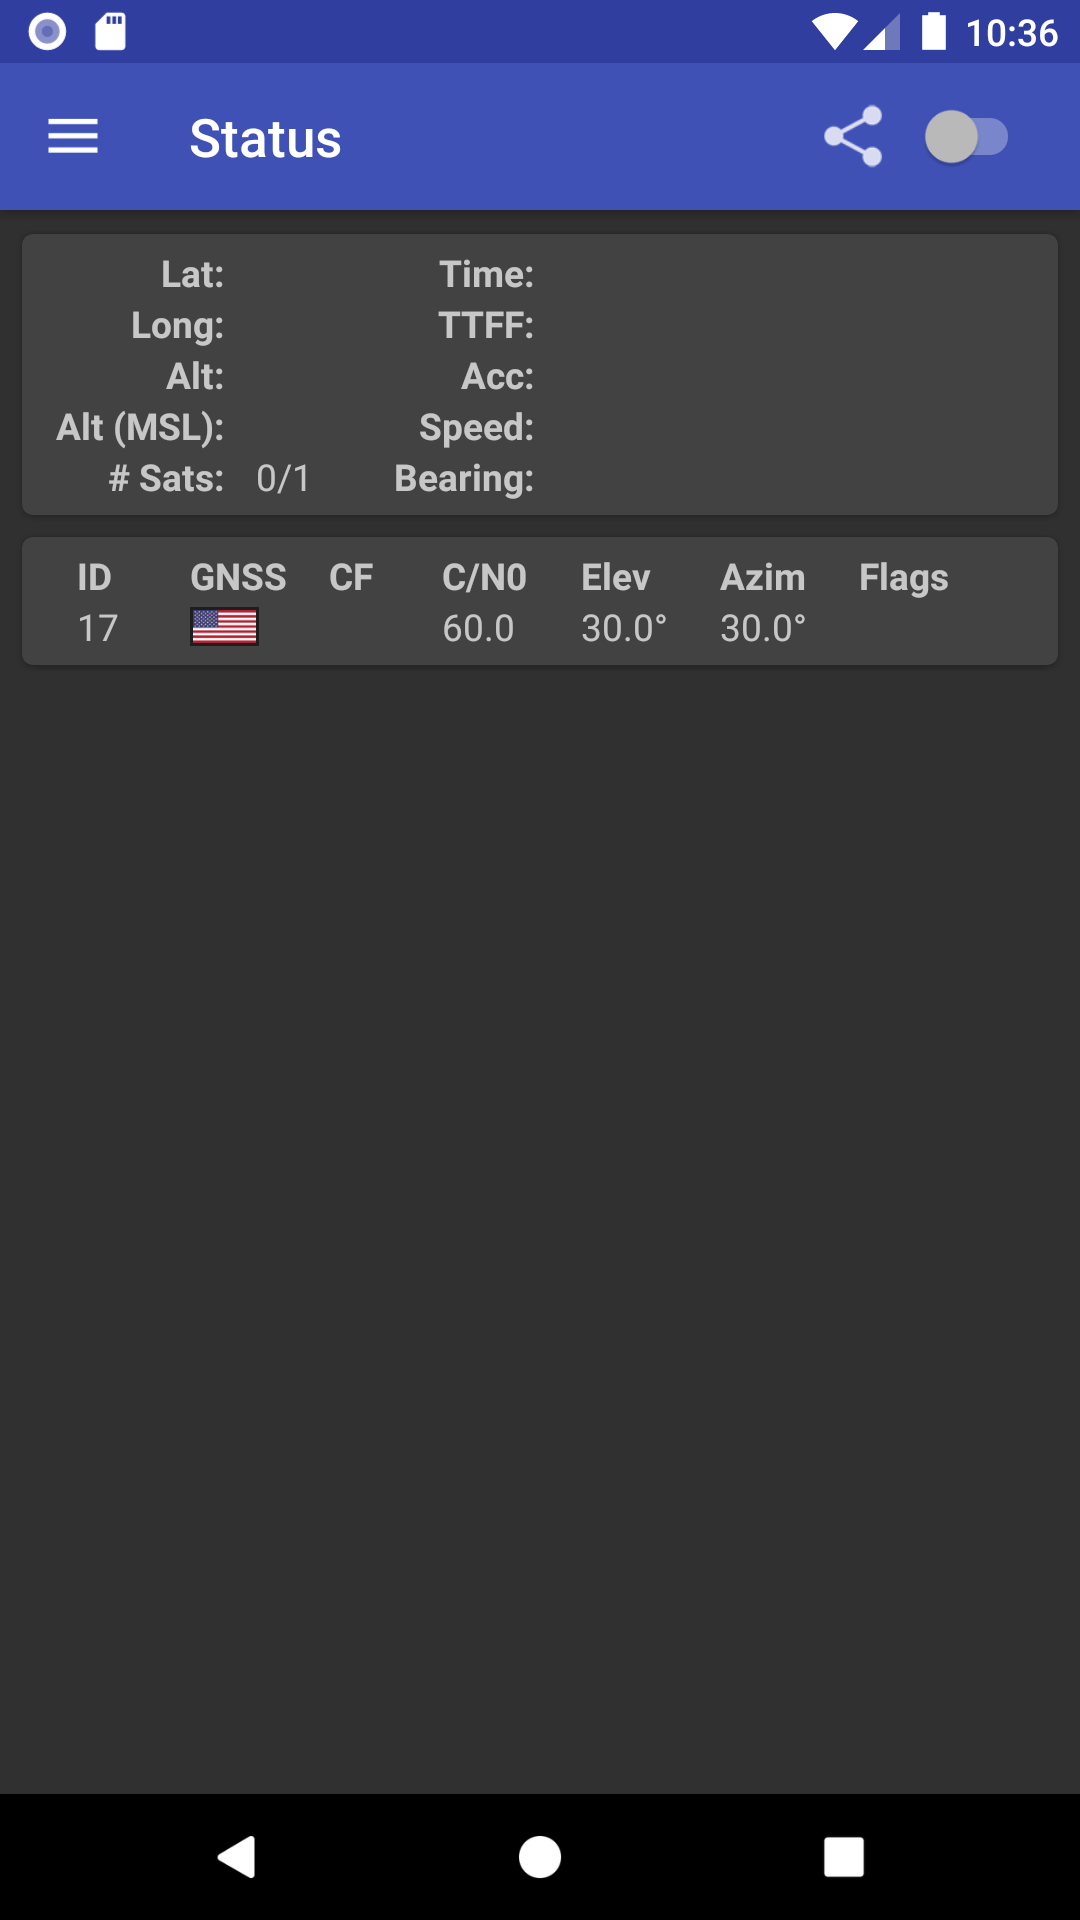 10:36
Status
Lat: Time:
Long: TTFF:
Alt: Acc:
Alt (MSL): Speed:
# Sats: 0/1 Bearing:
ID GNSS CF C/N0 Elev Azim Flags
17 60.0 30.0° 30.0°